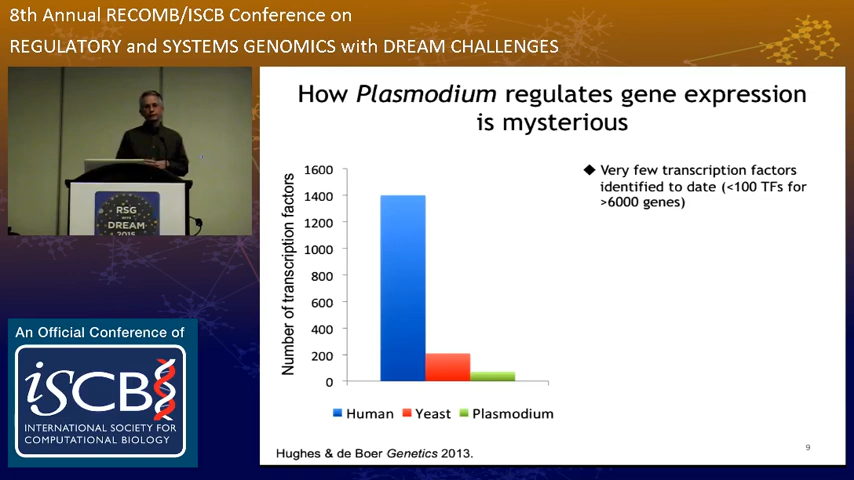 8th Annual RECOMB/ISCB Conference on
REGULATORY and SYSTEMS GENOMICS with DREAM CHALLENGES
RSG
with
DREAM
2015
An Official Conference of
iSCB
INTERNATIONAL SOCIETY FOR
COMPUTATIONAL BIOLOGY
How Plasmodium regulates gene expression
is mysterious
Number of transcription factors
1600
1400
1200
1000
800
600
400
200
0
Human Yeast Plasmodium
◆ Very few transcription factors
identified to date (<100 TFs for
>6000 genes)
Hughes & de Boer Genetics 2013.
9